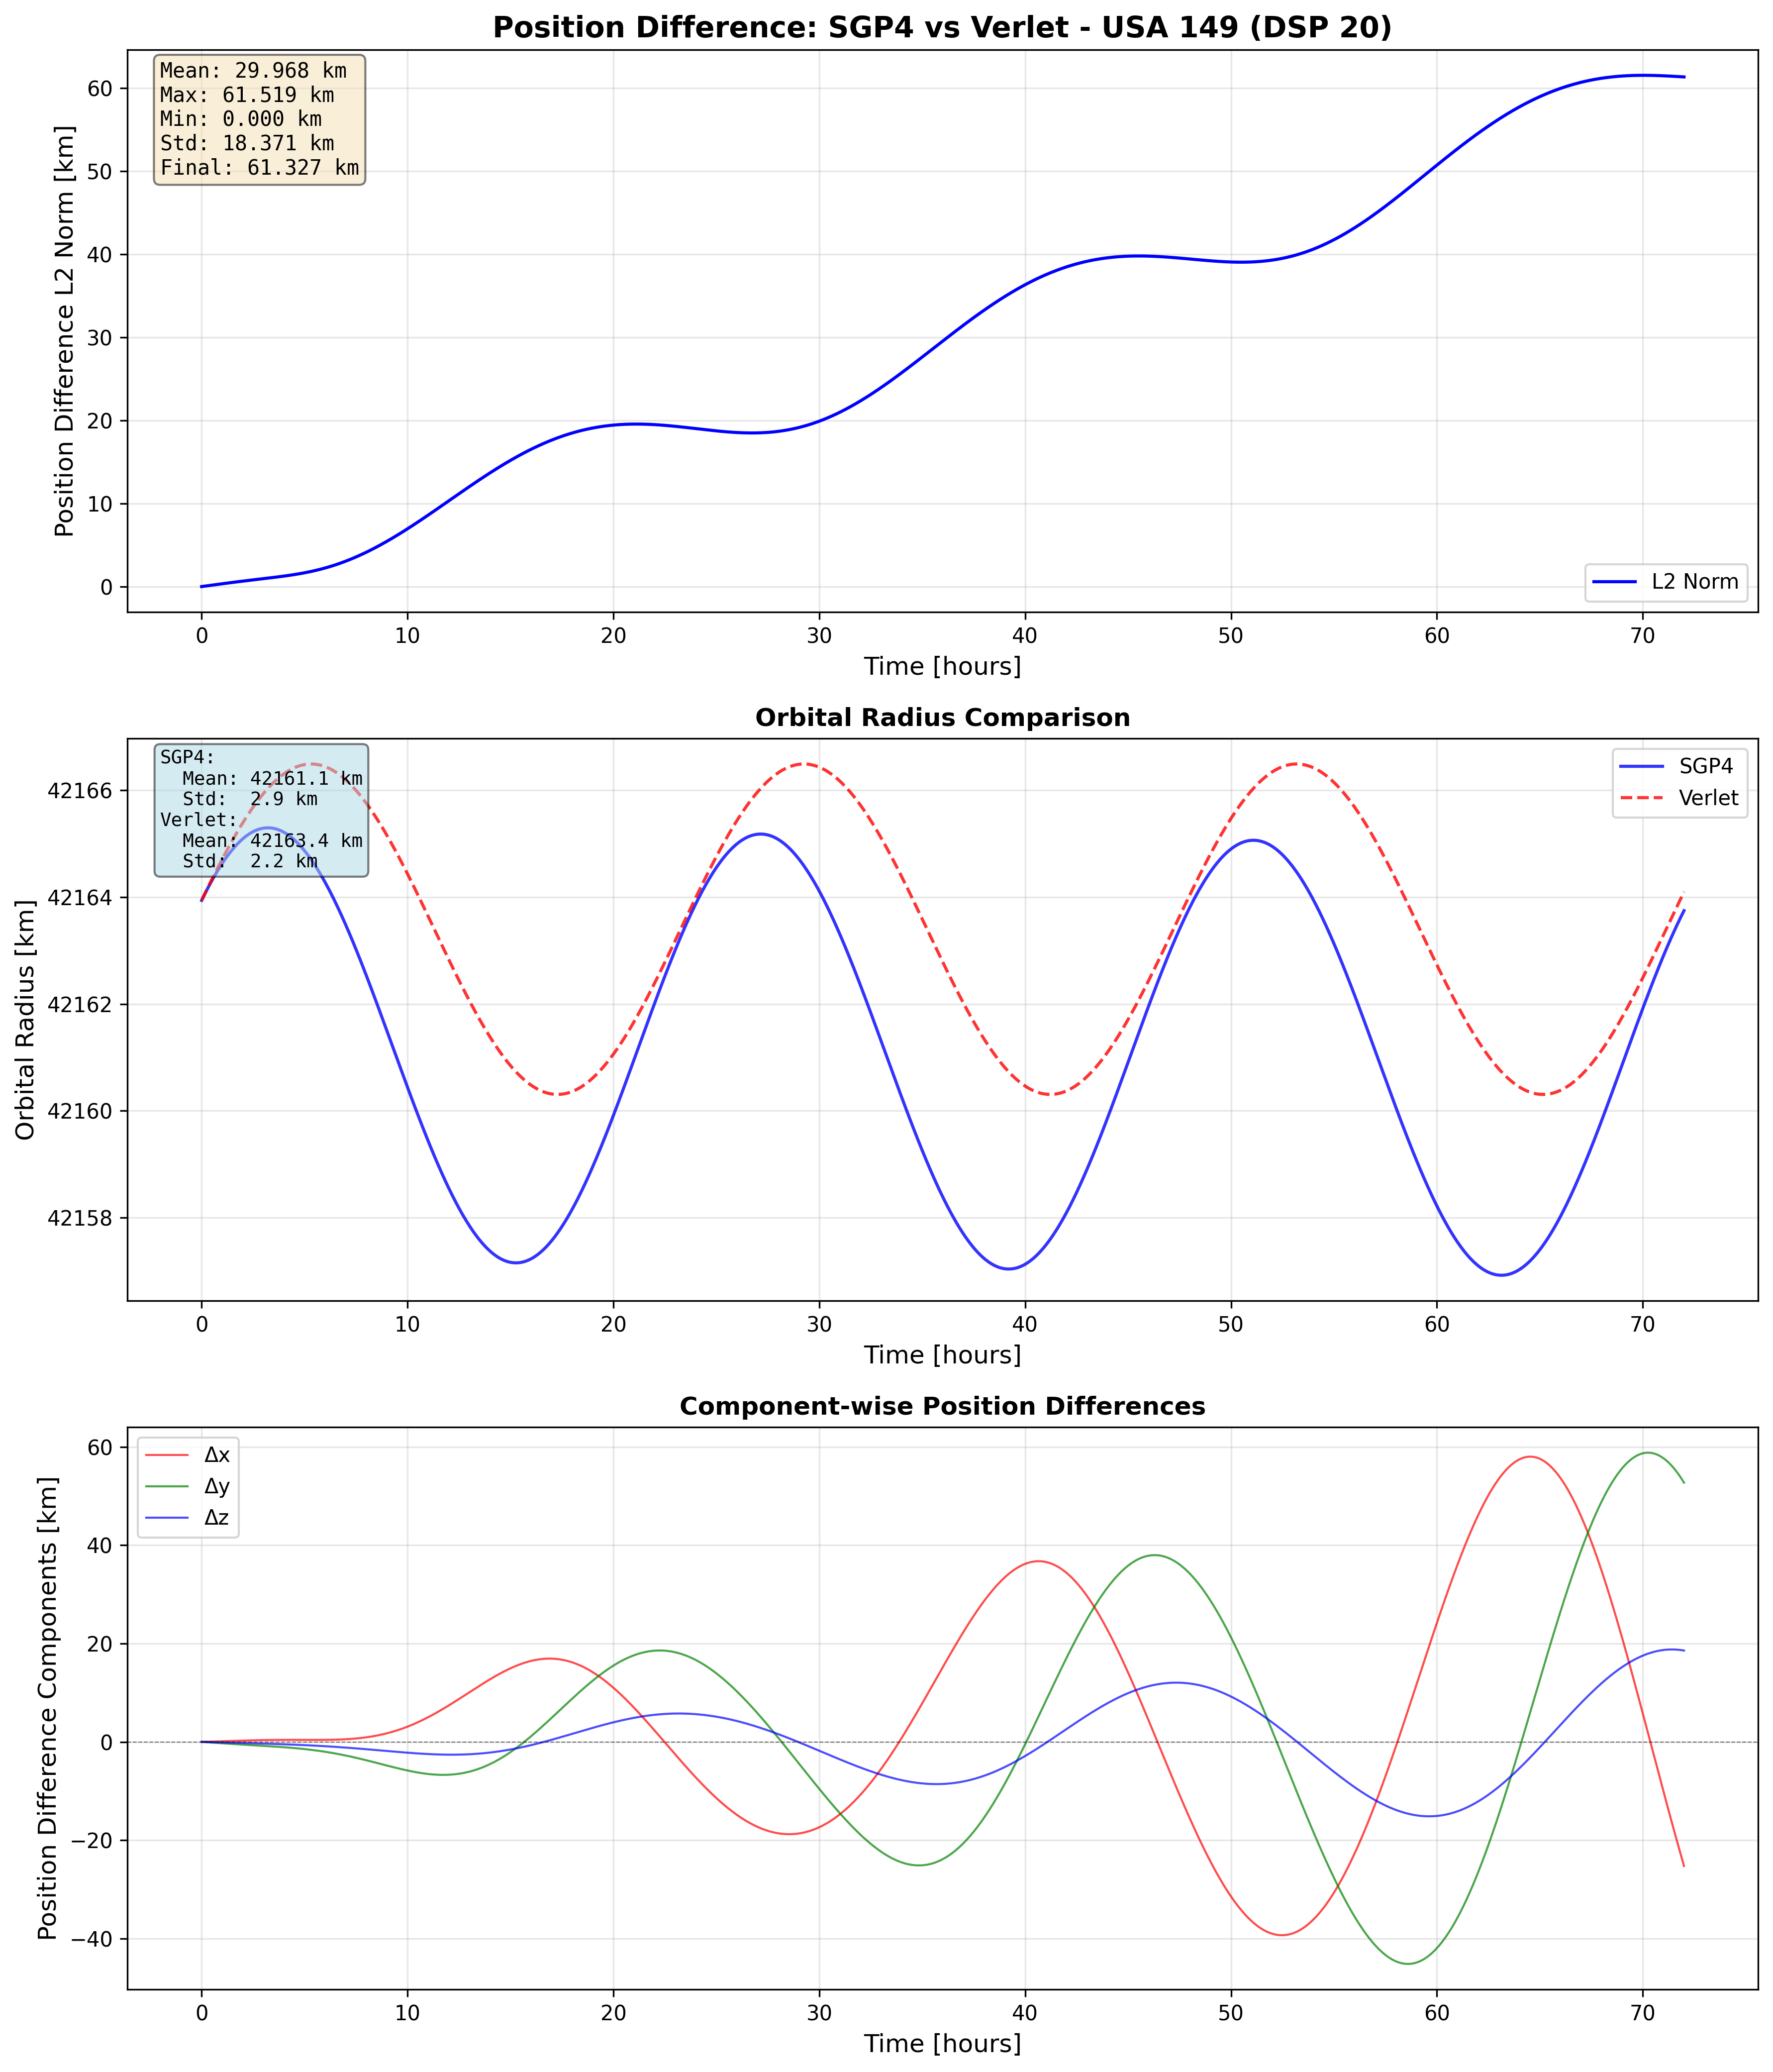 Position Difference: SGP4 vs Verlet - USA 149 (DSP 20)
Position Difference L2 Norm [km]
60
50
40
30
20
10
0
Mean: 29.968 km
Max: 61.519 km
Min: 0.000 km
Std: 18.371 km
Final: 61.327 km
L2 Norm
0 10 20 30 40 50 60 70
Time [hours]
Orbital Radius Comparison
Orbital Radius [km]
42166
42164
42162
42160
42158
SGP4:
Mean: 42161.1 km
Std: 2.9 km
Verlet:
Mean: 42163.4 km
Std: 2.2 km
SGP4
Verlet
0 10 20 30 40 50 60 70
Time [hours]
Component-wise Position Differences
Position Difference Components [km]
60
40
20
0
−20
−40
Δx
Δy
Δz
0 10 20 30 40 50 60 70
Time [hours]